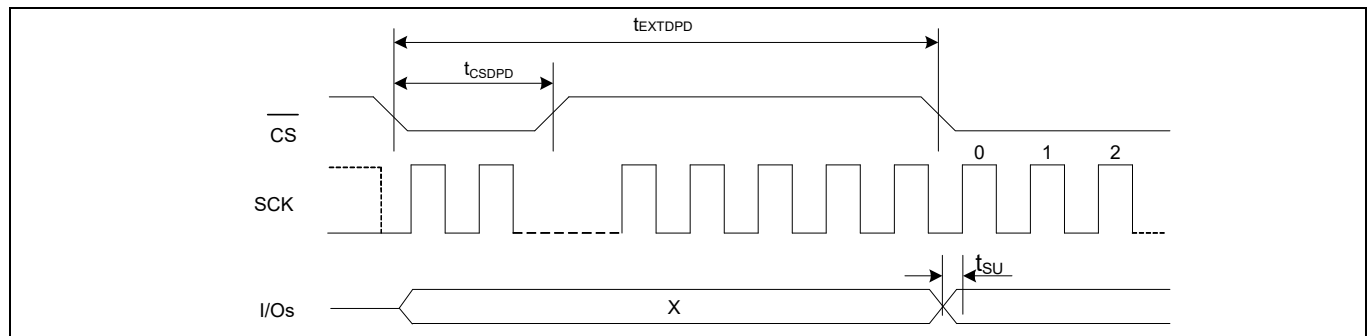 tEXTDPD
tCSDPD
CS
0 1 2
SCK
tSU
I/Os X